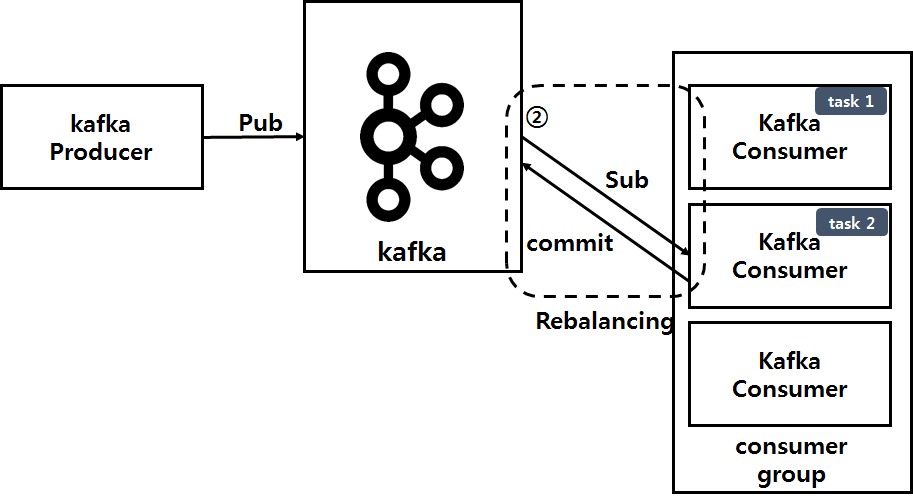 kafka
Producer
Pub
kafka
②
Sub
commit
Rebalancing
task 1
Kafka
Consumer
task 2
Kafka
Consumer
Kafka
Consumer
consumer
group